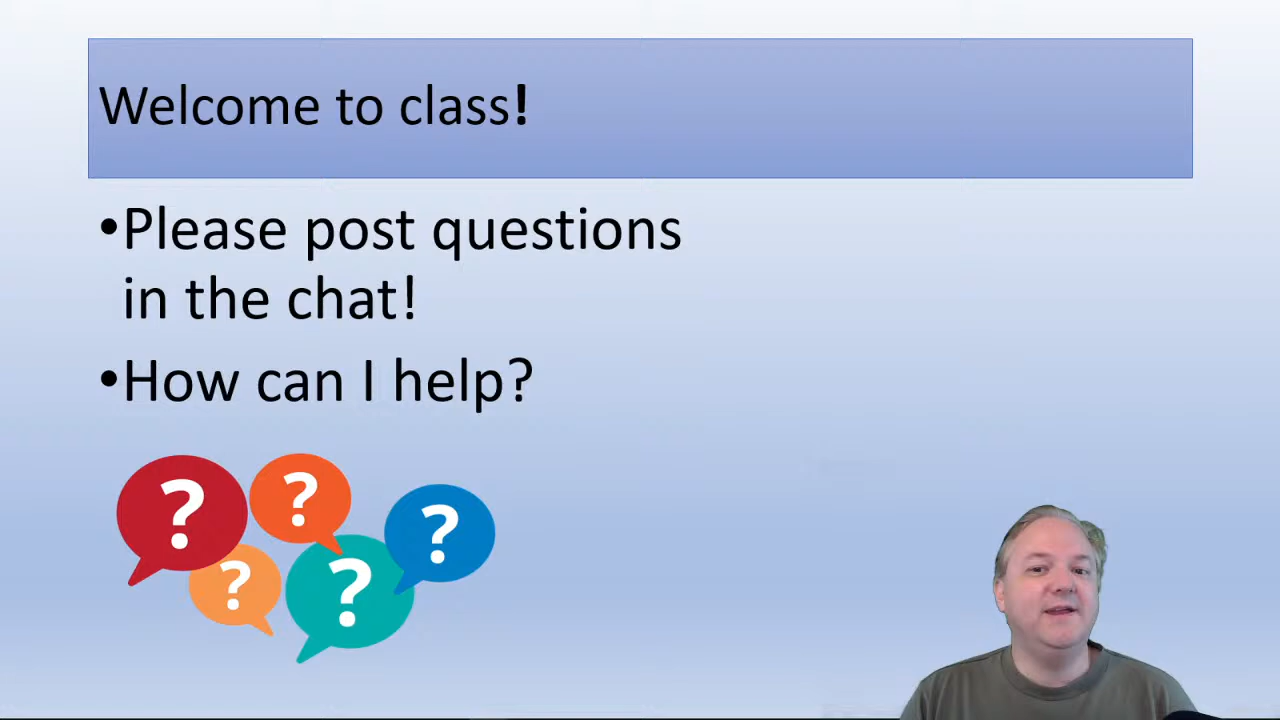 Welcome to class!
•Please post questions
in the chat!
•How can I help?
? ? ?
? ?